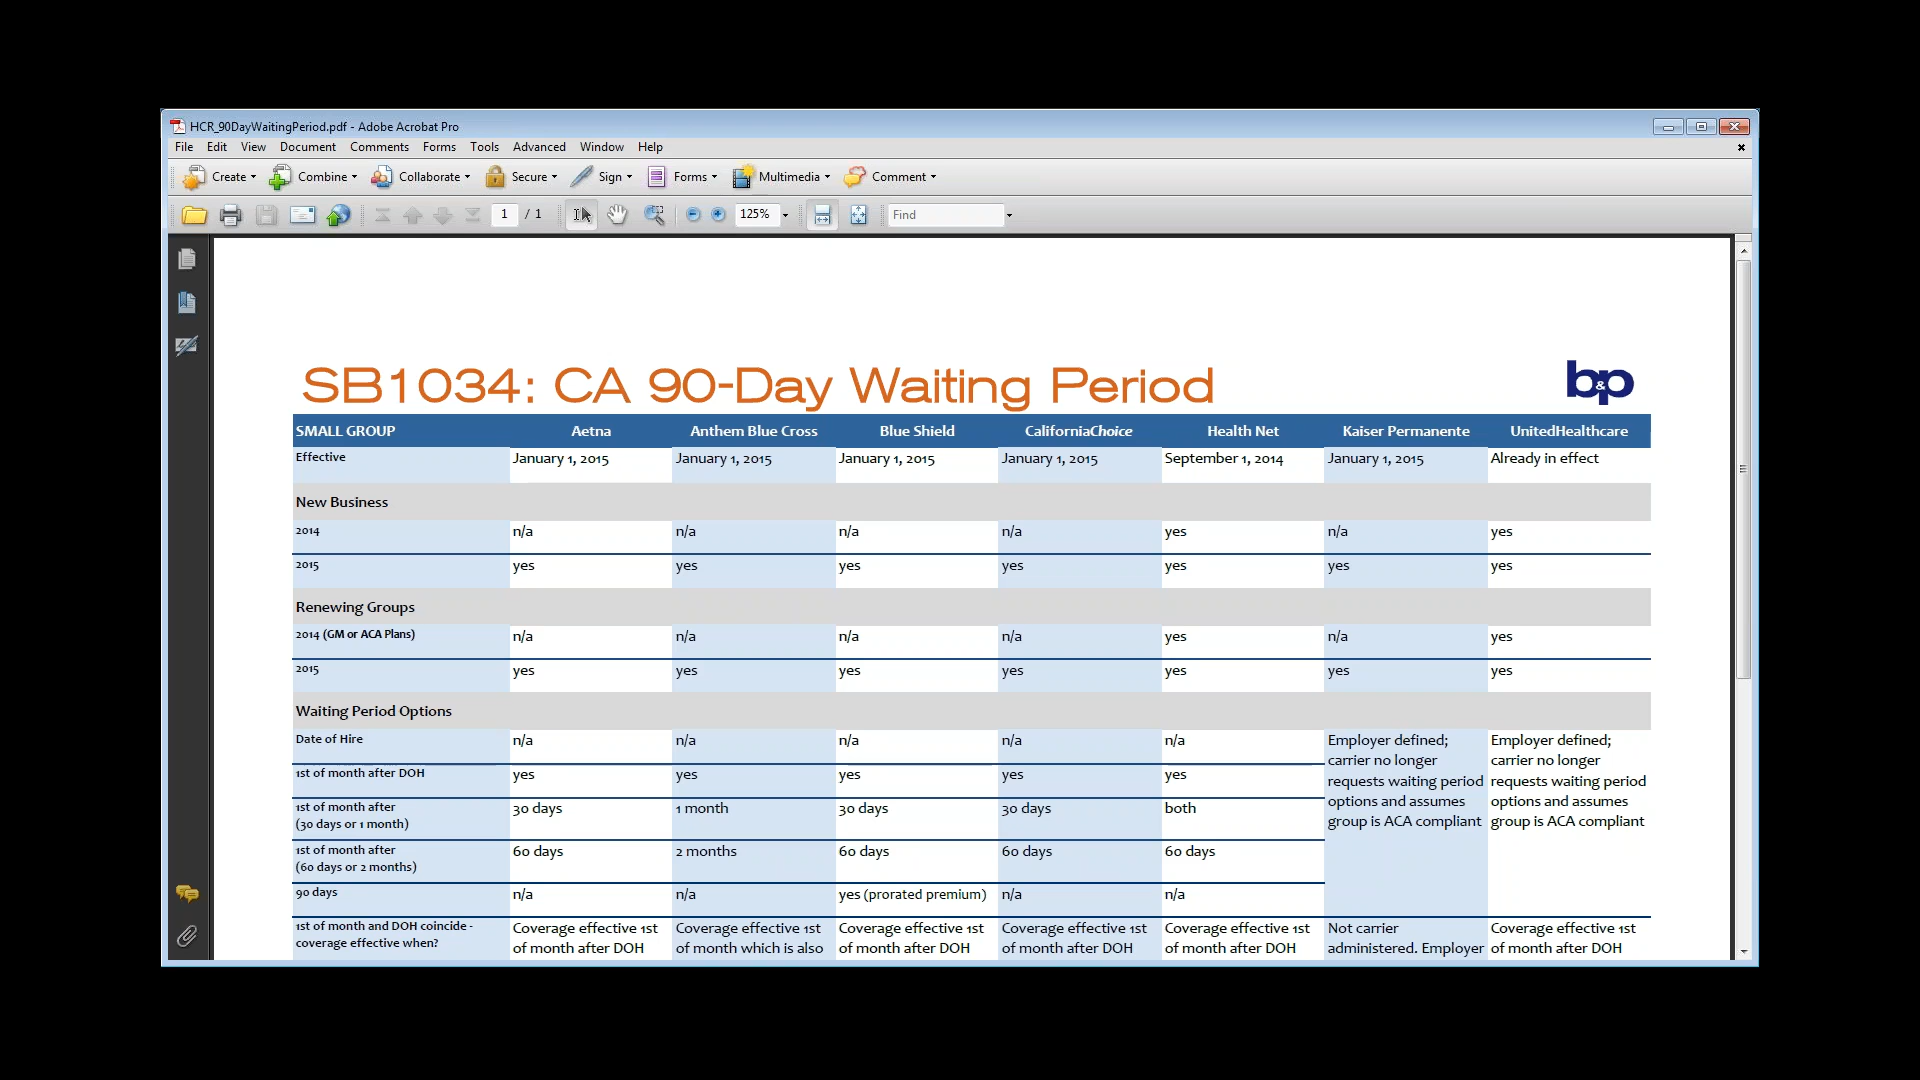 HCR_90DayWaitingPeriod.pdf - Adobe Acrobat Pro
File Edit View Document Comments Forms Tools Advanced Window Help
Create Combine Collaborate Secure Sign Forms Multimedia Comment
1 / 1 125% Find
SB1034: CA 90-Day Waiting Period b&p
SMALL GROUP Aetna Anthem Blue Cross Blue Shield CaliforniaChoice Health Net Kaiser Permanente UnitedHealthcare
Effective January 1, 2015 January 1, 2015 January 1, 2015 January 1, 2015 September 1, 2014 January 1, 2015 Already in effect
New Business
2014 n/a n/a n/a n/a yes n/a yes
2015 yes yes yes yes yes yes yes
Renewing Groups
2014 (GM or ACA Plans) n/a n/a n/a n/a yes n/a yes
2015 yes yes yes yes yes yes yes
Waiting Period Options
Date of Hire n/a n/a n/a n/a n/a Employer defined; Employer defined;
carrier no longer carrier no longer
1st of month after DOH yes yes yes yes yes requests waiting period requests waiting period
options and assumes options and assumes
1st of month after 30 days 1 month 30 days 30 days both
(30 days or 1 month) group is ACA compliant group is ACA compliant
1st of month after 60 days 2 months 60 days 60 days 60 days
(60 days or 2 months)
90 days n/a n/a yes (prorated premium) n/a n/a
1st of month and DOH coincide - Coverage effective 1st Coverage effective 1st Coverage effective 1st Coverage effective 1st Coverage effective 1st Not carrier Coverage effective 1st
coverage effective when? of month after DOH of month which is also of month after DOH of month after DOH of month after DOH administered. Employer of month after DOH